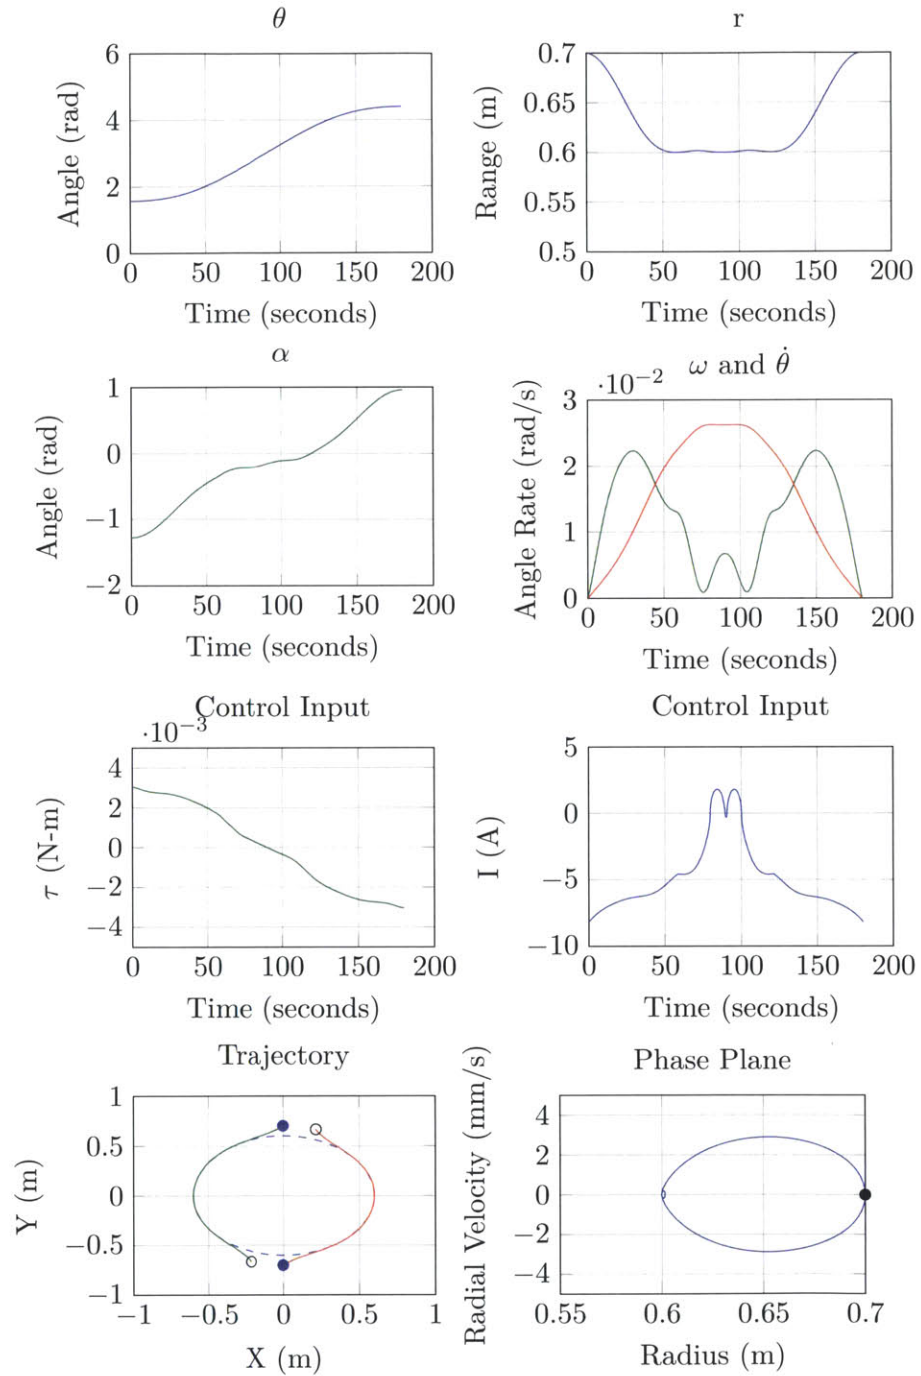 θ
6
4
2
0
0 50 100 150 200
Angle (rad)
Time (seconds)
r
0.7
0.65
0.6
0.55
0.5
0 50 100 150 200
Range (m)
Time (seconds)
α
1
0
−1
−2
0 50 100 150 200
Angle (rad)
Time (seconds)
ω and θ̇
·10−2
3
2
1
0
0 50 100 150 200
Angle Rate (rad/s)
Time (seconds)
Control Input
·10−3
4
2
0
−2
−4
0 50 100 150 200
τ (N-m)
Time (seconds)
Control Input
5
0
−5
−10
0 50 100 150 200
I (A)
Time (seconds)
Trajectory
1
0.5
0
−0.5
−1
−1 −0.5 0 0.5 1
Y (m)
X (m)
Phase Plane
4
2
0
−2
−4
0.55 0.6 0.65 0.7
Radial Velocity (mm/s)
Radius (m)